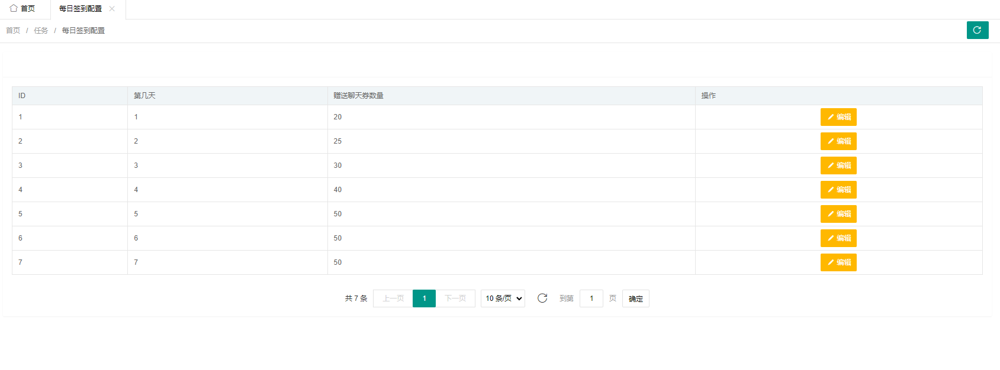 首页 每日签到配置
首页 / 任务 / 每日签到配置
ID 第几天 赠送聊天券数量 操作
1 1 20 编辑
2 2 25 编辑
3 3 30 编辑
4 4 40 编辑
5 5 50 编辑
6 6 50 编辑
7 7 50 编辑
共 7 条 上一页 1 下一页 10 条/页 到第 1 页 确定